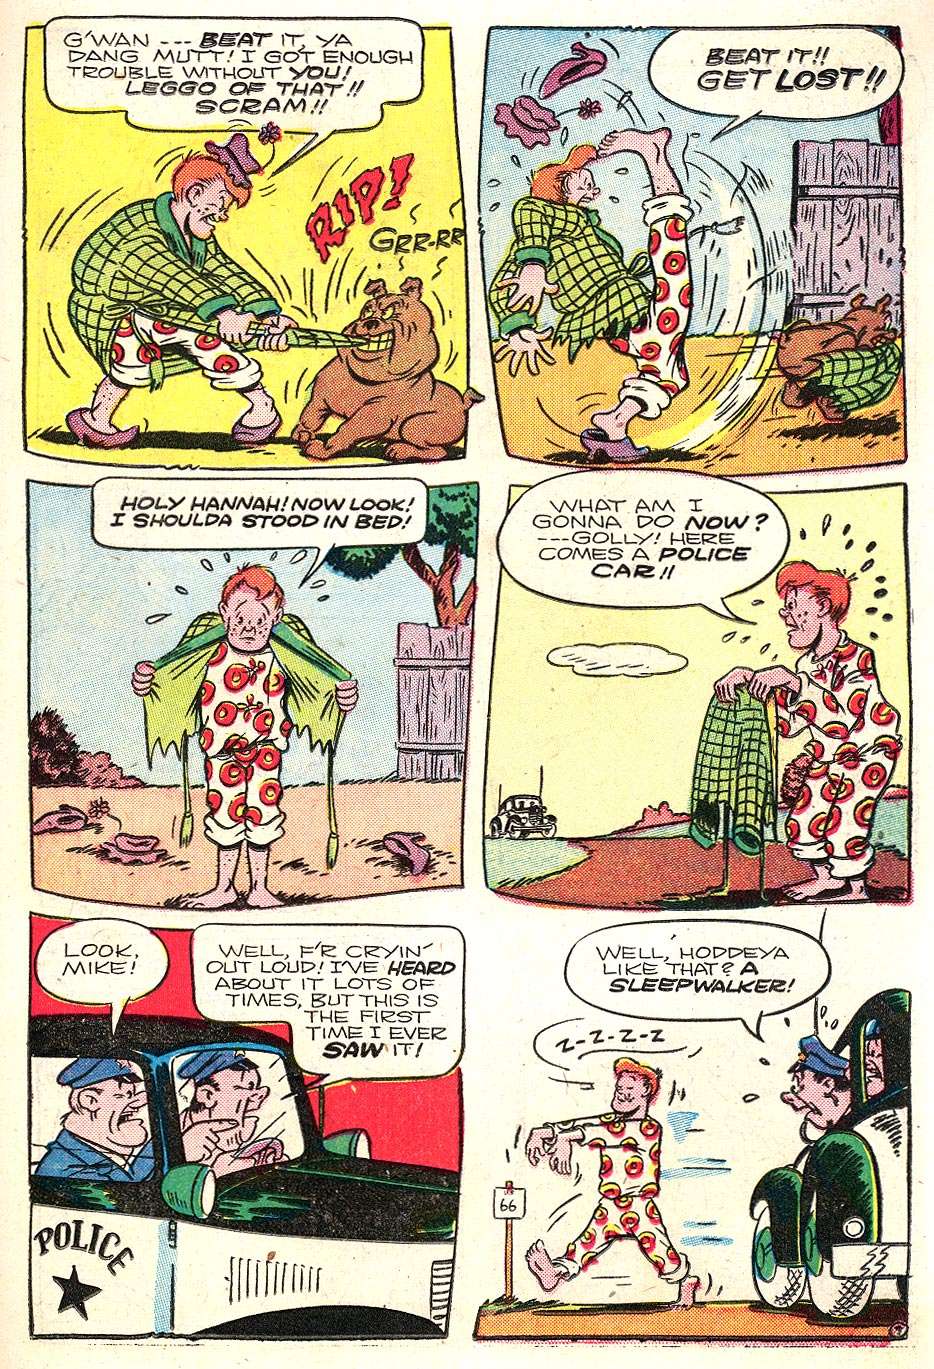 G'WAN --- BEAT IT, YA
DANG MUTT! I GOT ENOUGH
TROUBLE WITHOUT YOU!
LEGGO OF THAT!!
SCRAM!!
RIP!
GRR-RR
BEAT IT!!
GET LOST!!
HOLY HANNAH! NOW LOOK!
I SHOULDA STOOD IN BED!
WHAT AM I
GONNA DO NOW?
---GOLLY! HERE
COMES A POLICE
CAR!!
LOOK,
MIKE!
WELL, F'R CRYIN'
OUT LOUD! I'VE HEARD
ABOUT IT LOTS OF
TIMES, BUT THIS IS
THE FIRST
TIME I EVER
SAW IT!
POLICE
WELL, HODDEYA
LIKE THAT? A
SLEEPWALKER!
Z-Z-Z-Z
66